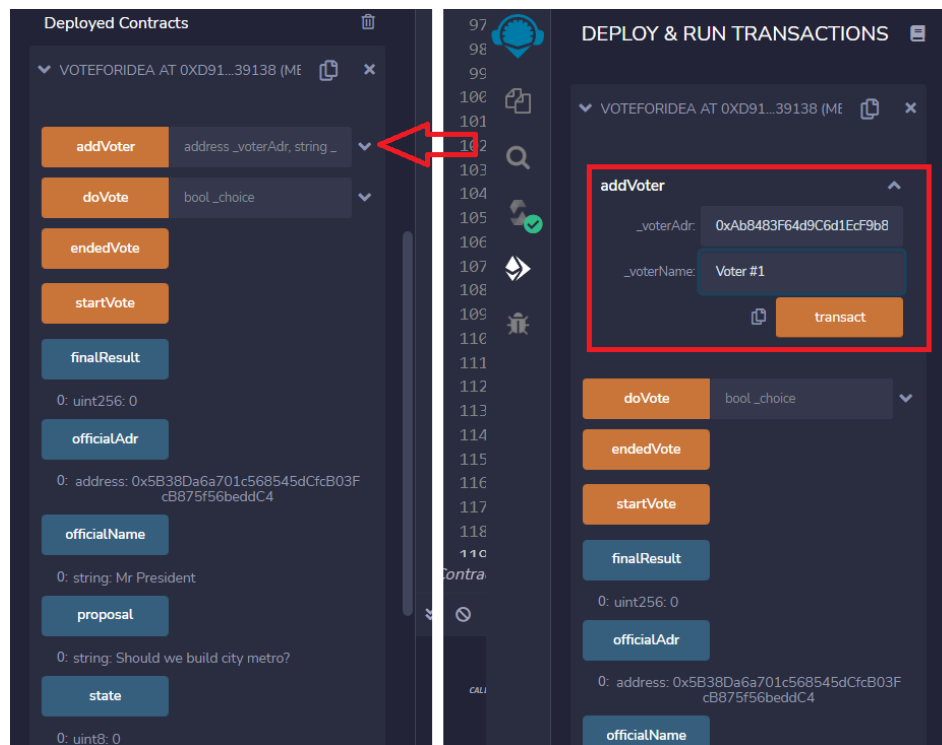 Deployed Contracts
VOTEFORIDEA AT 0XD91...39138 (ME
addVoter
address _voterAdr, string _
doVote
bool _choice
endedVote
startVote
finalResult
0: uint256: 0
officialAdr
0: address: 0x5B38Da6a701c568545dCfcB03F
cB875f56beddC4
officialName
0: string: Mr President
proposal
0: string: Should we build city metro?
state
0: uint8: 0
97
98
99
100
101
102
103
104
105
106
107
108
109
110
111
112
113
114
115
116
117
118
119
DEPLOY & RUN TRANSACTIONS
VOTEFORIDEA AT 0XD91...39138 (ME
addVoter
_voterAdr: 0xAb8483F64d9C6d1EcF9b8
_voterName: Voter #1
transact
doVote
bool _choice
endedVote
startVote
finalResult
0: uint256: 0
officialAdr
0: address: 0x5B38Da6a701c568545dCfcB03F
cB875f56beddC4
officialName